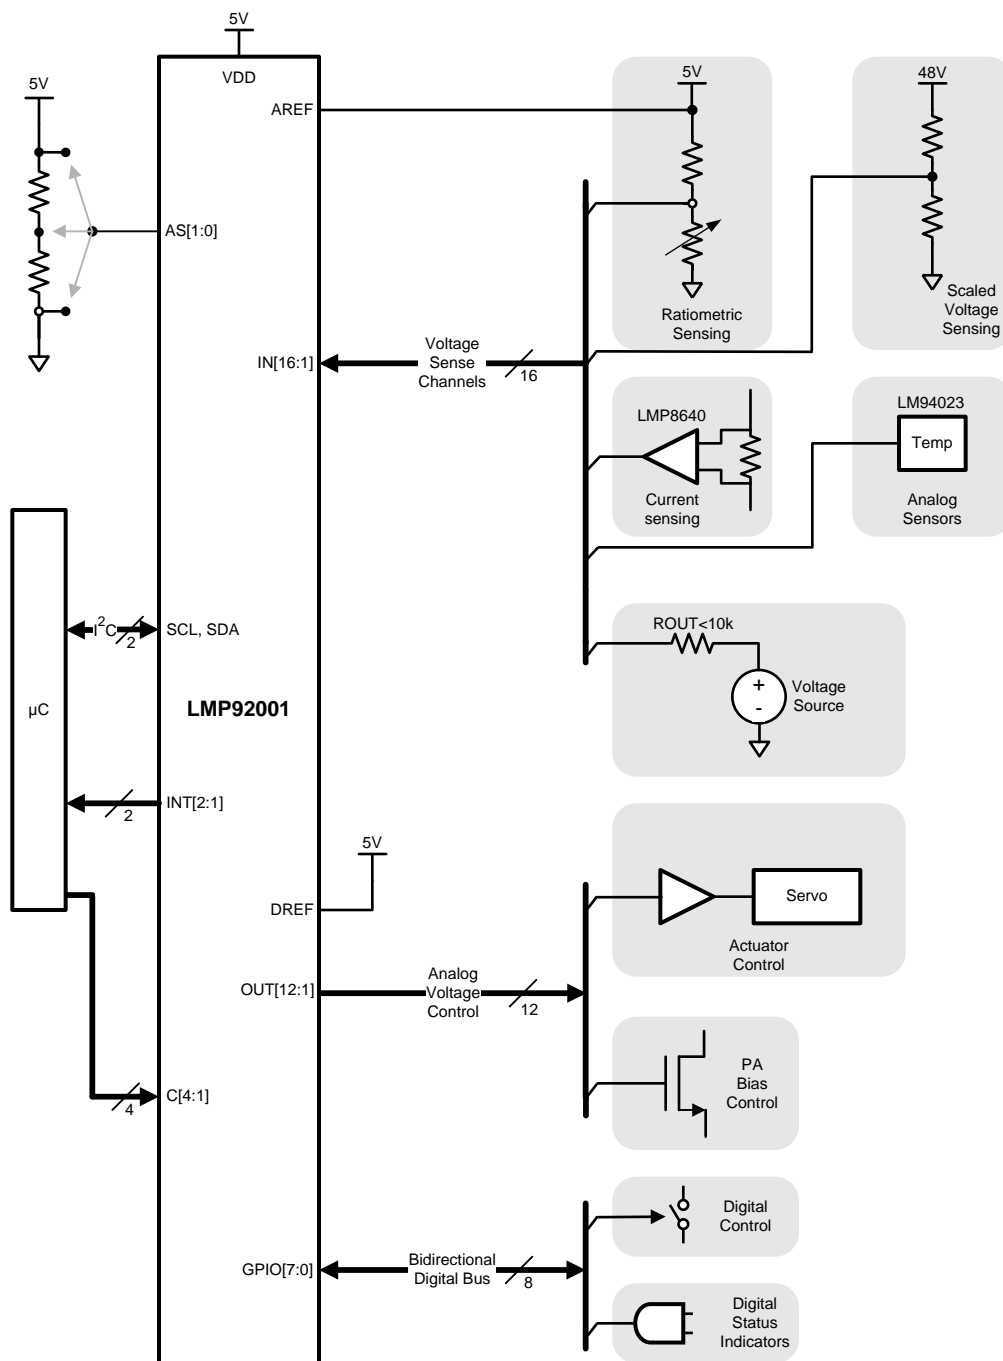 5V
VDD
5V
AREF
AS[1:0]
IN[16:1]
Voltage
Sense
Channels
16
5V
Ratiometric
Sensing
48V
Scaled
Voltage
Sensing
LMP8640
Current
sensing
LM94023
Temp
Analog
Sensors
ROUT<10k
+
-
Voltage
Source
µC
I²C
2
SCL, SDA
LMP92001
2
INT[2:1]
5V
DREF
OUT[12:1]
Analog
Voltage
Control
12
Servo
Actuator
Control
PA
Bias
Control
4
C[4:1]
GPIO[7:0]
Bidirectional
Digital Bus
8
Digital
Control
Digital
Status
Indicators